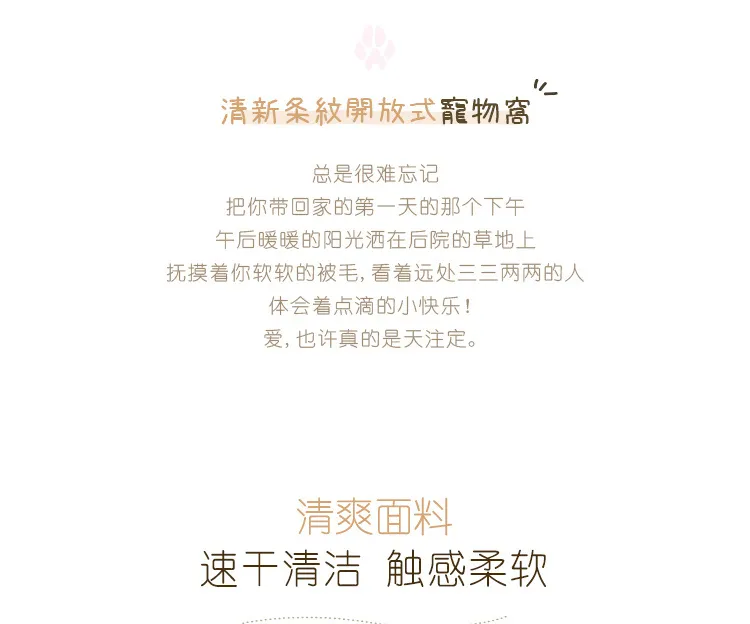 清新条紋開放式寵物窩
总是很难忘记
把你带回家的第一天的那个下午
午后暖暖的阳光洒在后院的草地上
抚摸着你软软的被毛,看着远处三三两两的人
体会着点滴的小快乐!
爱,也许真的是天注定。
清爽面料
速干清洁 触感柔软